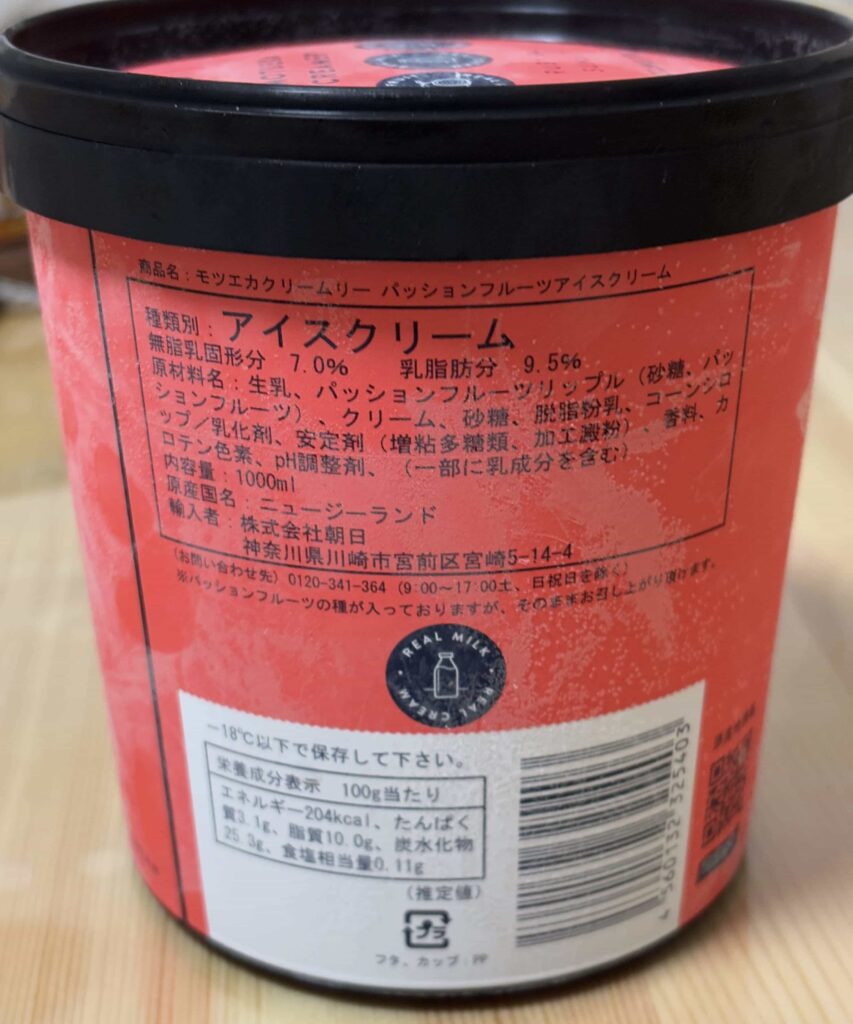 CREAMERY
商品名：モツエカクリームリー パッションフルーツアイスクリーム
種類別：アイスクリーム
無脂乳固形分 7.0% 乳脂肪分 9.5%
原材料名：生乳、パッションフルーツリップル（砂糖、パッ
ションフルーツ）、クリーム、砂糖、脱脂粉乳、コーンシロ
ップ／乳化剤、安定剤（増粘多糖類、加工澱粉）、香料、カ
ロテン色素、pH調整剤、（一部に乳成分を含む）
内容量：1000ml
原産国名：ニュージーランド
輸入者：株式会社朝日
神奈川県川崎市宮前区宮崎5-14-4
（お問い合わせ先）0120-341-364（9:00～17:00土、日祝日を除く）
※パッションフルーツの種が入っておりますが、そのままお召し上がり頂けます。
REAL MILK
REAL CREAM
－18℃以下で保存して下さい。
栄養成分表示 100g当たり
エネルギー204kcal、たんぱく
質3.1g、脂質10.0g、炭水化物
25.3g、食塩相当量0.11g
（推定値）
プラ
フタ、カップ：PP
4 560132 325403